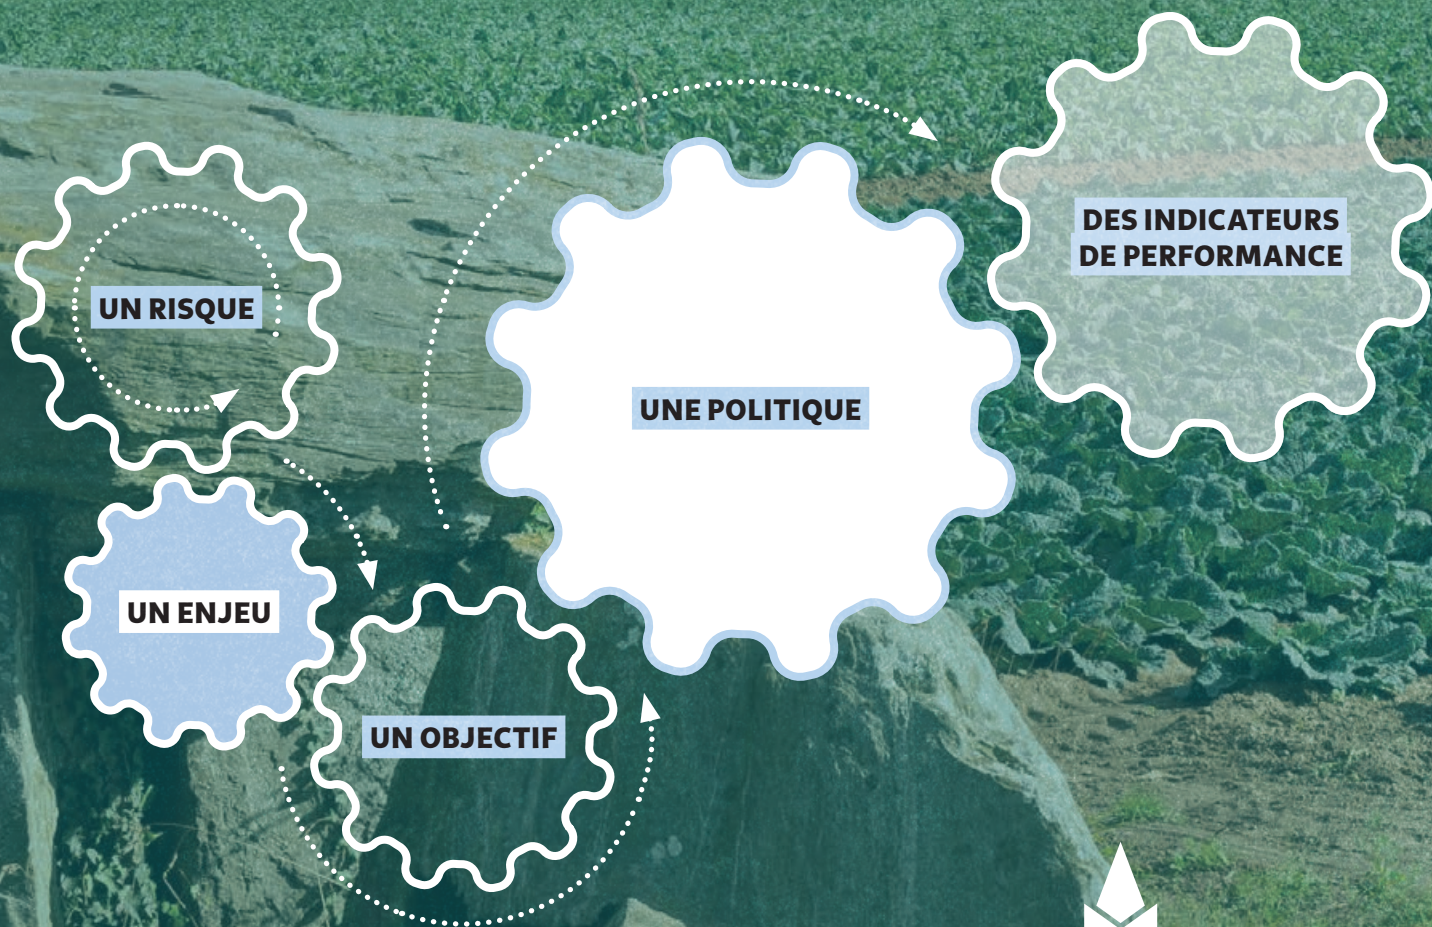 UN RISQUE
UN ENJEU
UN OBJECTIF
UNE POLITIQUE
DES INDICATEURS
DE PERFORMANCE